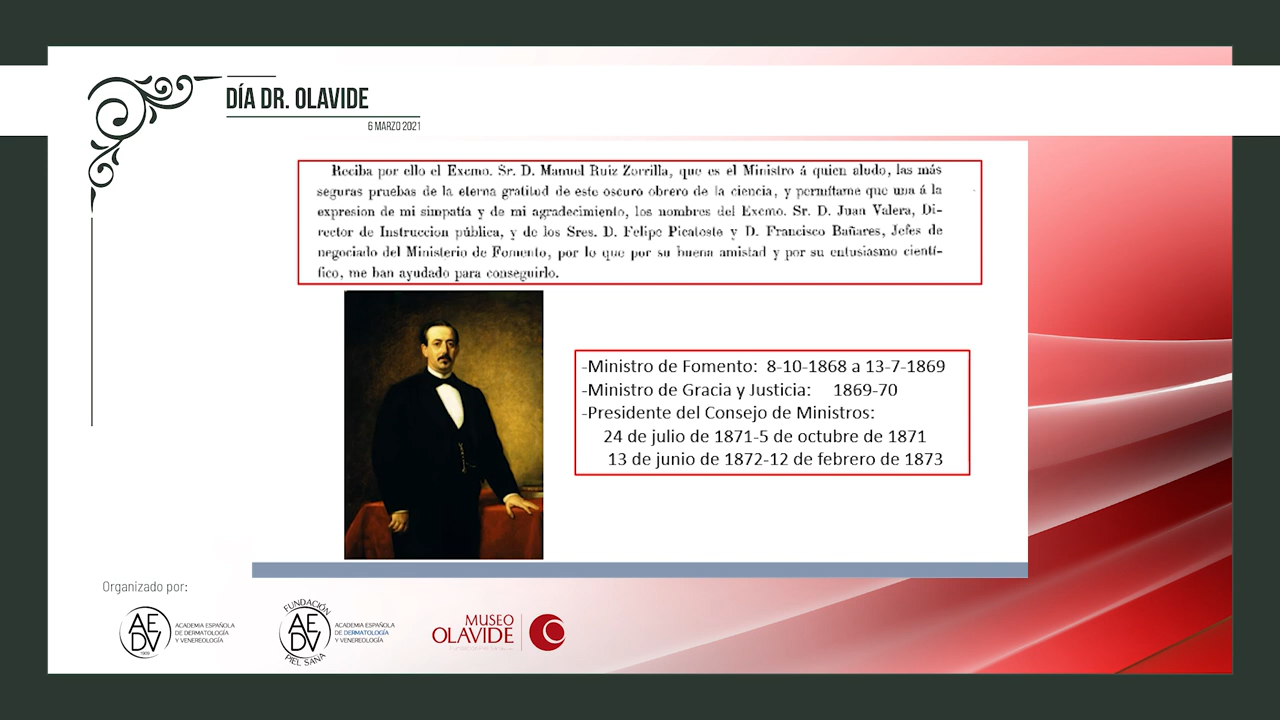 DÍA DR. OLAVIDE
6 MARZO 2021
Reciba por ello el Excmo. Sr. D. Manuel Ruiz Zorrilla, que es el Ministro á quien aludo, las más
seguras pruebas de la eterna gratitud de este oscuro obrero de la ciencia, y permítame que una á la
expresion de mi simpatía y de mi agradecimiento, los nombres del Excmo. Sr. D. Juan Valera, Di-
rector de Instruccion pública, y de los Sres. D. Felipe Picatoste y D. Francisco Bañares, Jefes de
negociado del Ministerio de Fomento, por lo que por su buena amistad y por su entusiasmo cientí-
fico, me han ayudado para conseguirlo.
-Ministro de Fomento: 8-10-1868 a 13-7-1869
-Ministro de Gracia y Justicia: 1869-70
-Presidente del Consejo de Ministros:
24 de julio de 1871-5 de octubre de 1871
13 de junio de 1872-12 de febrero de 1873
Organizado por:
AEDV
1909
ACADEMIA ESPAÑOLA
DE DERMATOLOGÍA
Y VENEREOLOGÍA
FUNDACIÓN
AEDV
PIEL SANA
ACADEMIA ESPAÑOLA
DE DERMATOLOGÍA
Y VENEREOLOGÍA
MUSEO
OLAVIDE